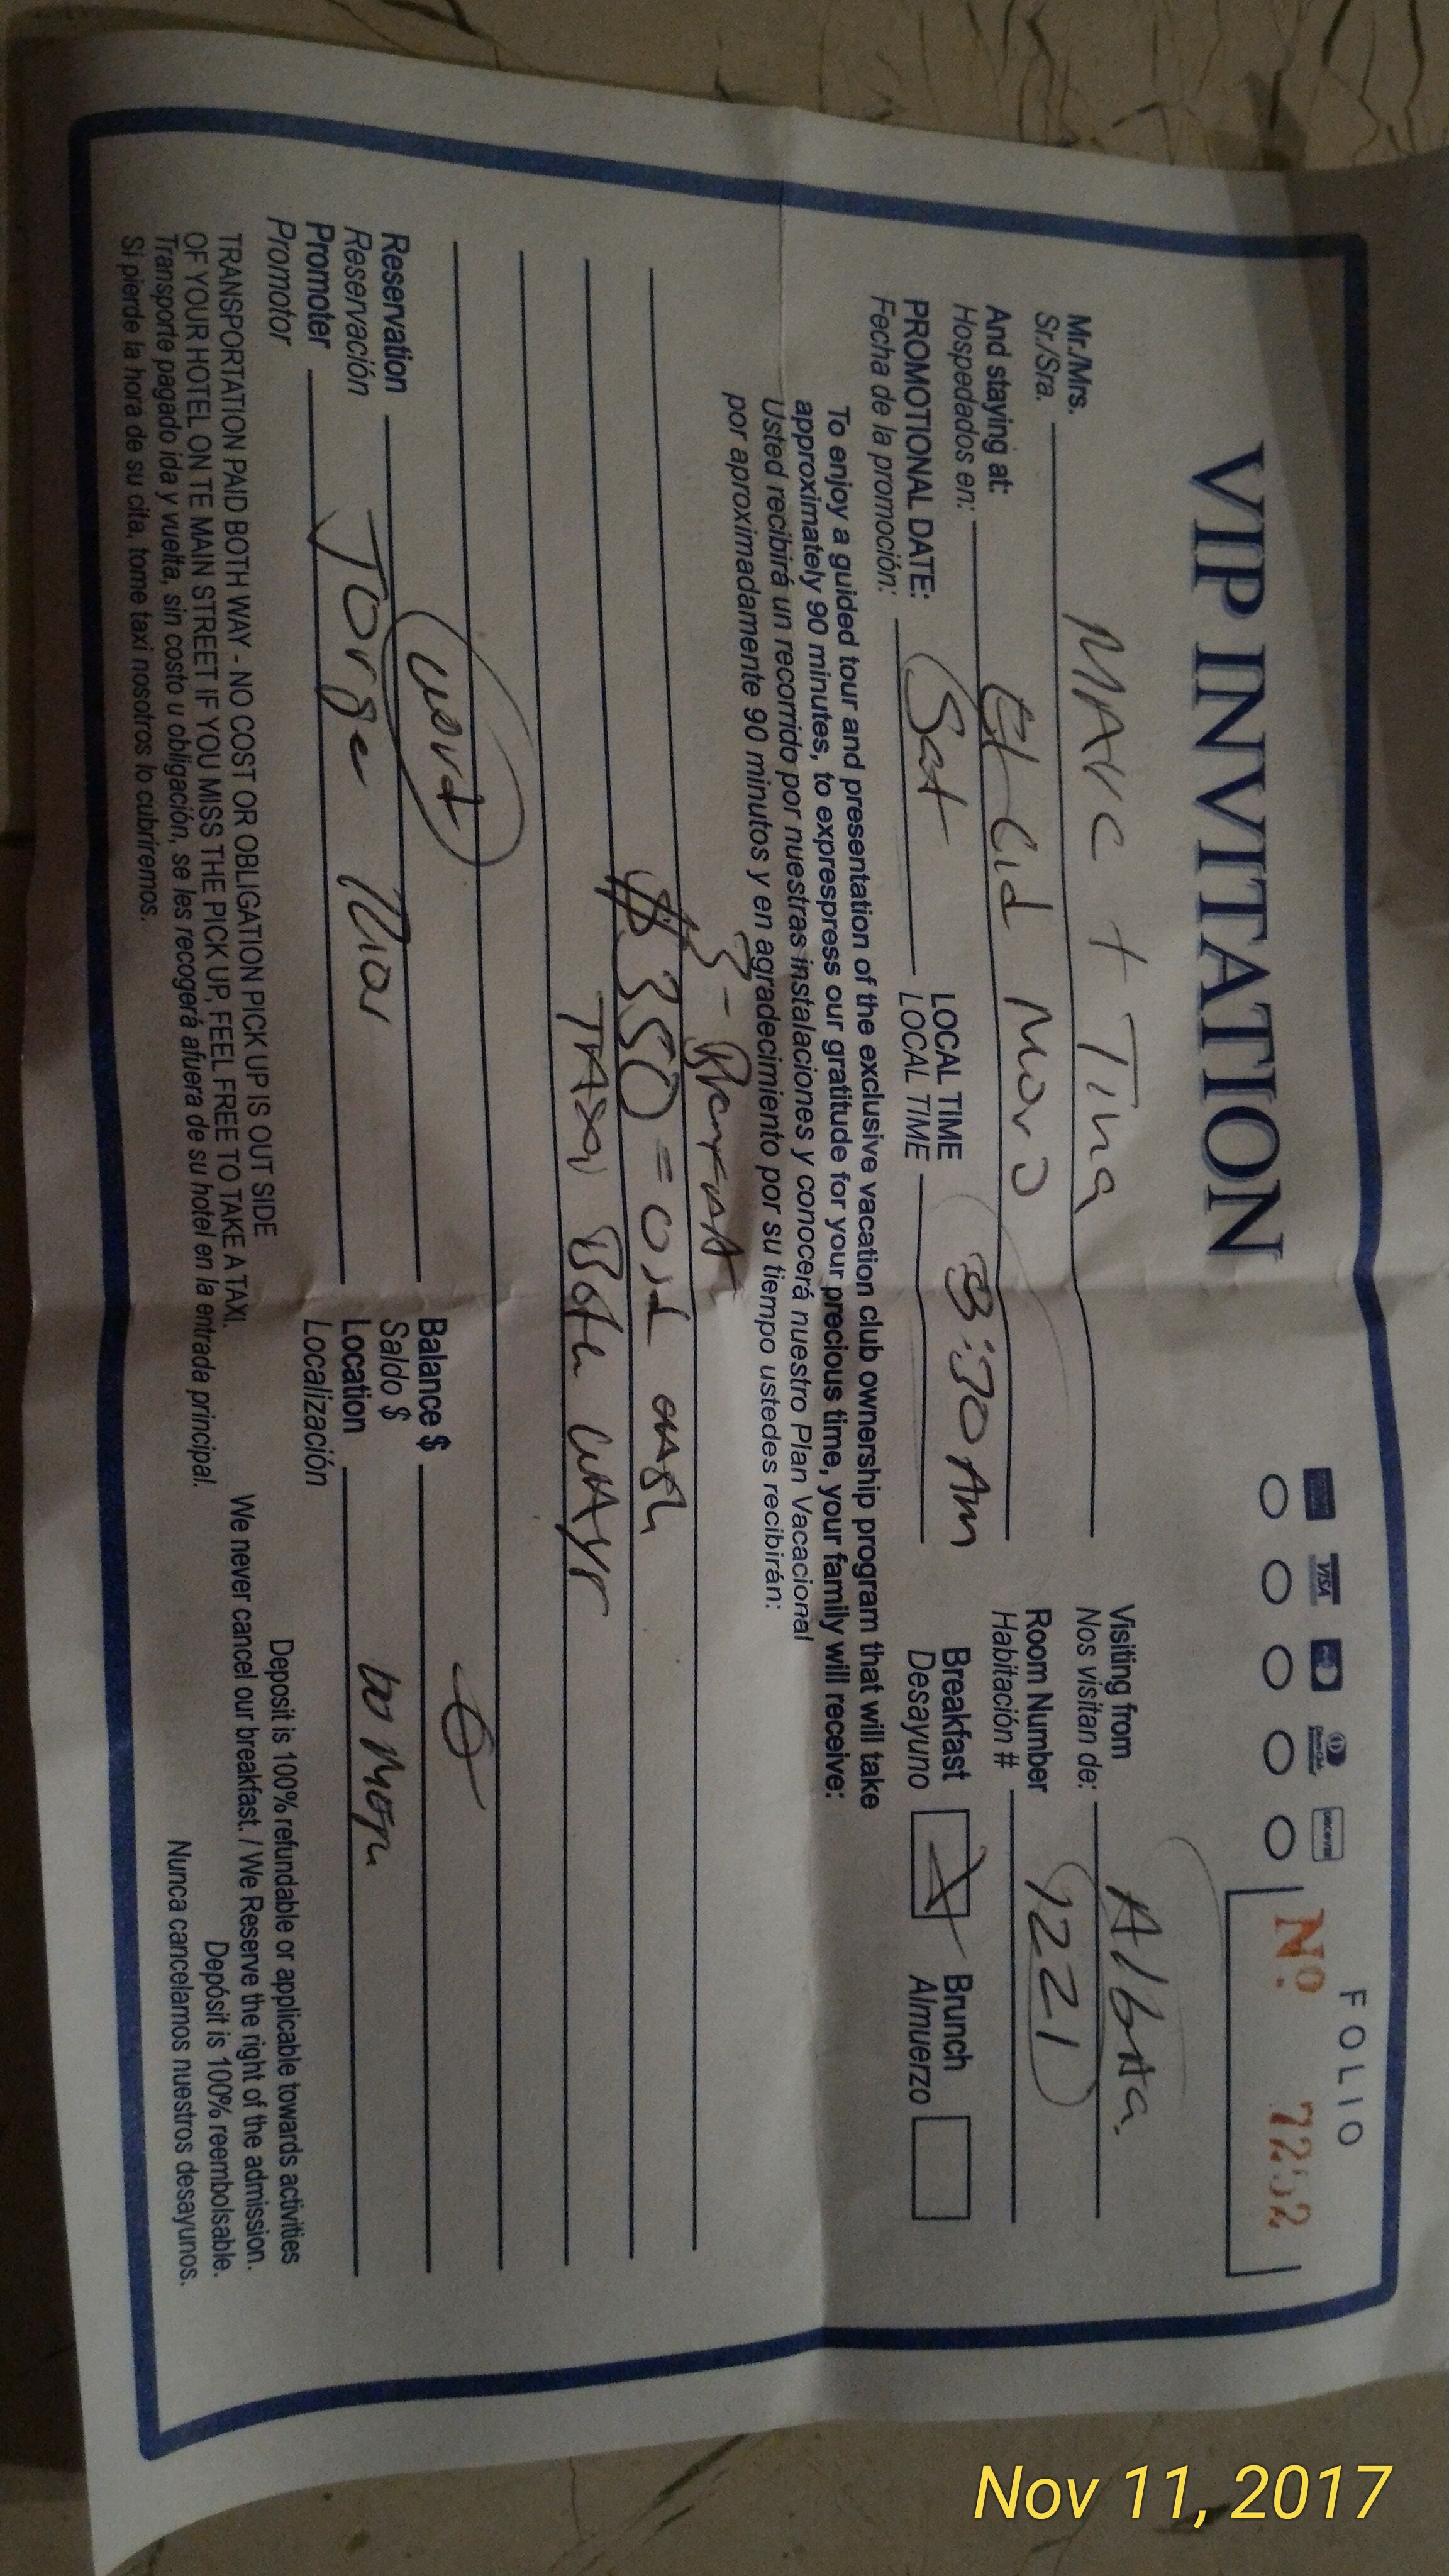 FOLIO
VISA
DISCOVER
VIP INVITATION
Nº 7252
Mr./Mrs. MArc + Tina
Sr./Sra.
Visiting from
Nos visitan de:
And staying at: El Cid Moro
Hospedados en:
Room Number 1221
Habitación #
PROMOTIONAL DATE: Sat
Fecha de la promoción:
LOCAL TIME 8:30 Am
LOCAL TIME
Breakfast X Brunch
Desayuno Almuerzo
To enjoy a guided tour and presentation of the exclusive vacation club ownership program that will take
approximately 90 minutes, to exprespress our gratitude for your precious time, your family will receive:
Usted recibirá un recorrido por nuestras instalaciones y conocerá nuestro Plan Vacacional
por aproximadamente 90 minutos y en agradecimiento por su tiempo ustedes recibirán:
$ 350 = cash
Both WAys
Reservation
Reservación
Balance $
Saldo $
Promoter Jorge
Promotor
Location
Localización
TRANSPORTATION PAID BOTH WAY - NO COST OR OBLIGATION PICK UP IS OUT SIDE
OF YOUR HOTEL ON TE MAIN STREET IF YOU MISS THE PICK UP, FEEL FREE TO TAKE A TAXI.
Transporte pagado ida y vuelta, sin costo u obligación, se les recogerá afuera de su hotel en la entrada principal.
Si pierde la hora de su cita, tome taxi nosotros lo cubriremos.
Deposit is 100% refundable or applicable towards activities
We never cancel our breakfast. / We Reserve the right of the admission.
Depósit is 100% reembolsable.
Nunca cancelamos nuestros desayunos.
Nov 11, 2017